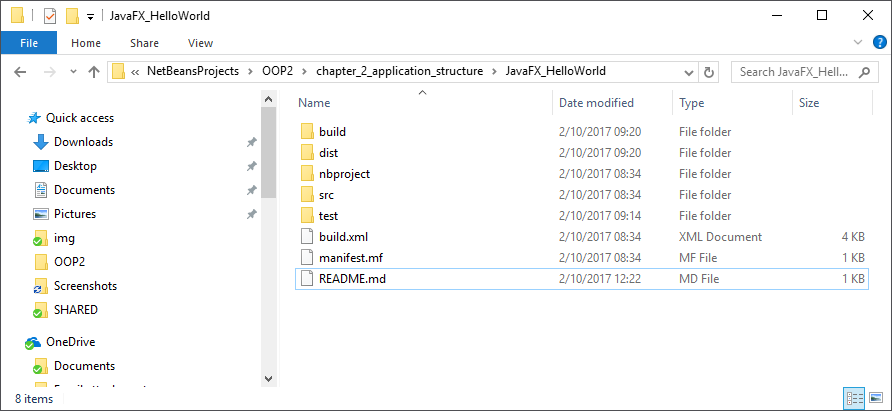 JavaFX_HelloWorld
File Home Share View
NetBeansProjects OOP2 chapter_2_application_structure JavaFX_HelloWorld Search JavaFX_Hell...
Name Date modified Type Size
Quick access
Downloads
Desktop
Documents
Pictures
img
OOP2
Screenshots
SHARED
OneDrive
Documents
build 2/10/2017 09:20 File folder
dist 2/10/2017 09:20 File folder
nbproject 2/10/2017 08:34 File folder
src 2/10/2017 08:34 File folder
test 2/10/2017 09:14 File folder
build.xml 2/10/2017 08:34 XML Document 4 KB
manifest.mf 2/10/2017 08:34 MF File 1 KB
README.md 2/10/2017 12:22 MD File 1 KB
8 items